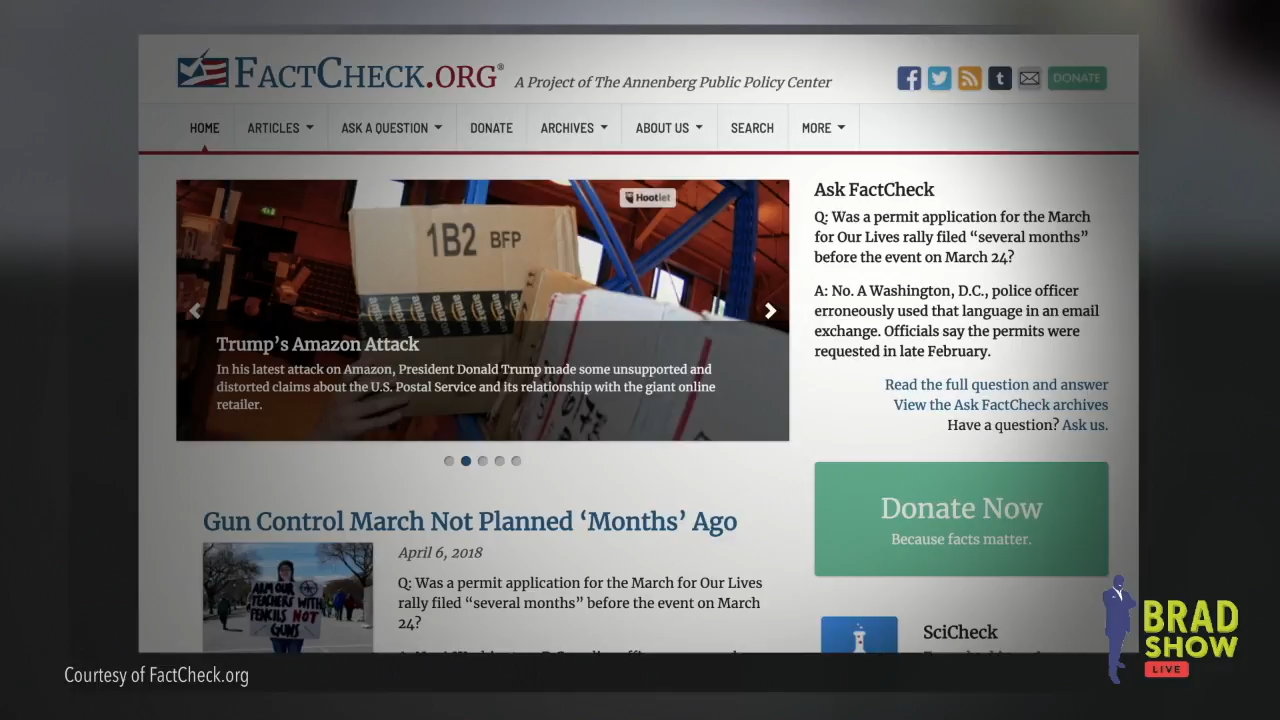 FACTCHECK.ORG®
A Project of The Annenberg Public Policy Center
DONATE
HOME
ARTICLES
ASK A QUESTION
DONATE
ARCHIVES
ABOUT US
SEARCH
MORE
Hootlet
1B2 BFP
amazon amazon amazon amazon amazon amazon
Trump's Amazon Attack
In his latest attack on Amazon, President Donald Trump made some unsupported and
distorted claims about the U.S. Postal Service and its relationship with the giant online
retailer.
Ask FactCheck
Q: Was a permit application for the March
for Our Lives rally filed “several months”
before the event on March 24?
A: No. A Washington, D.C., police officer
erroneously used that language in an email
exchange. Officials say the permits were
requested in late February.
Read the full question and answer
View the Ask FactCheck archives
Have a question? Ask us.
Donate Now
Because facts matter.
Gun Control March Not Planned ‘Months’ Ago
April 6, 2018
Q: Was a permit application for the March for Our Lives
rally filed “several months” before the event on March
24?
ARM OUR
TEACHERS WITH
PENCILS NOT
GUNS
SciCheck
BRAD
SHOW
LIVE
Courtesy of FactCheck.org